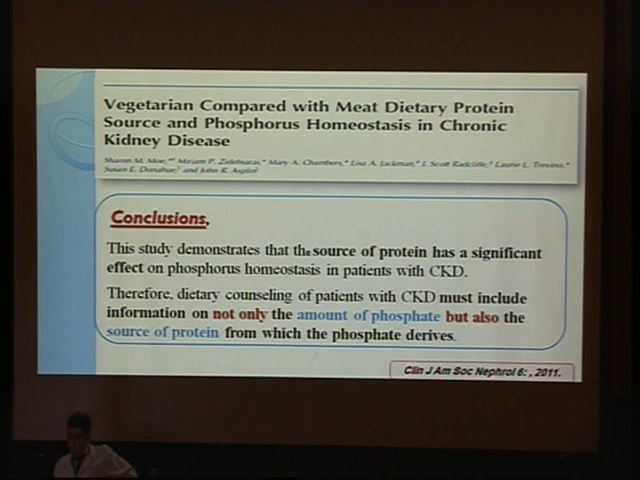 Vegetarian Compared with Meat Dietary Protein
Source and Phosphorus Homeostasis in Chronic
Kidney Disease
Sharon M. Moe,* Miriam P. Zidehsarai,* Mary A. Chambers,* Lisa A. Jackman,* J. Scott Radcliffe,‡ Laurie L. Trevino,*
Susan E. Donahue, and John R. Asplin
Conclusions.
This study demonstrates that the source of protein has a significant
effect on phosphorus homeostasis in patients with CKD.
Therefore, dietary counseling of patients with CKD must include
information on not only the amount of phosphate but also the
source of protein from which the phosphate derives.
Clin J Am Soc Nephrol 6: , 2011.